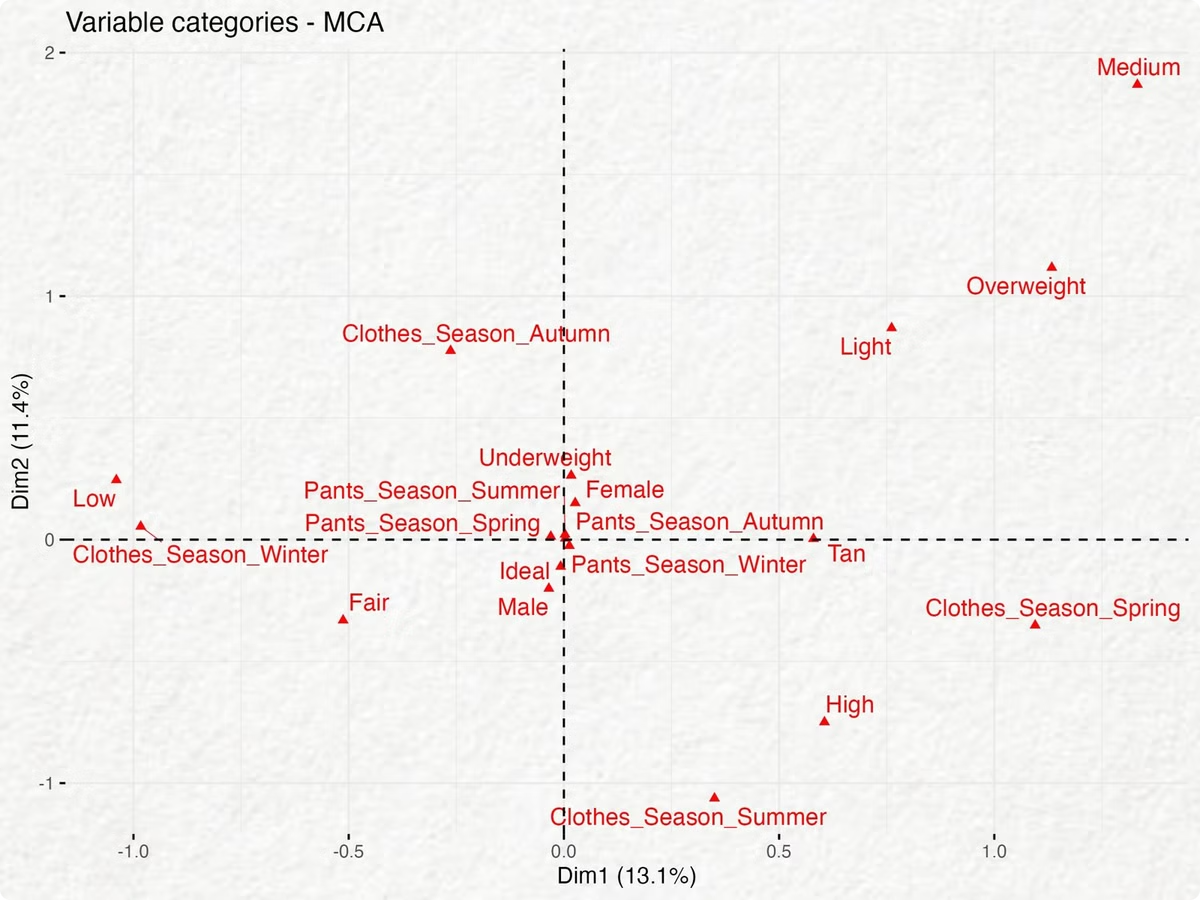 Variable categories - MCA
2
Medium
Overweight
1
Clothes_Season_Autumn
Light
Dim2 (11.4%)
Underweight
Pants_Season_Summer
Female
Low
Pants_Season_Spring
Pants_Season_Autumn
0
Clothes_Season_Winter
Tan
Ideal
Pants_Season_Winter
Fair
Male
Clothes_Season_Spring
High
-1
Clothes_Season_Summer
-1.0
-0.5
0.0
0.5
1.0
Dim1 (13.1%)